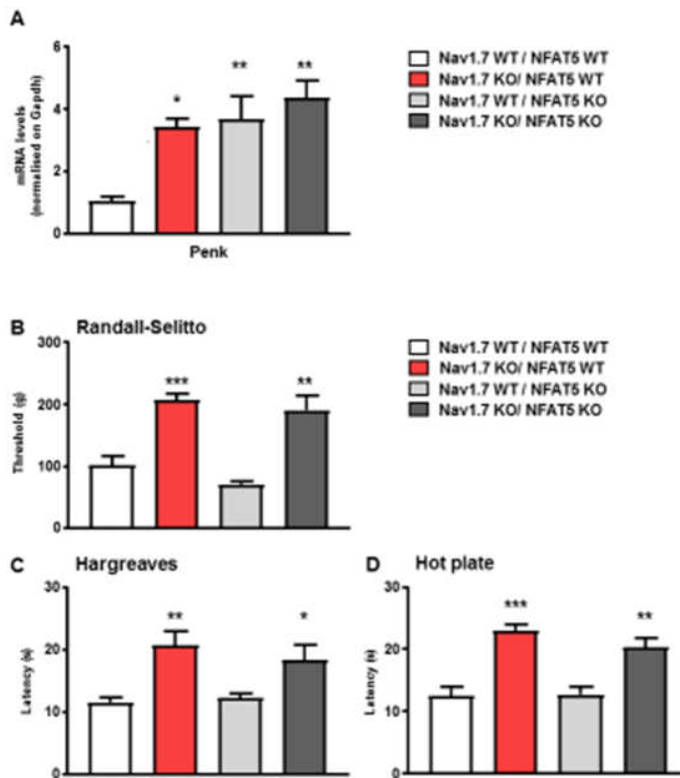 A
mRNA levels
(normalised on Gapdh)
6
4
2
0
*
**
**
Penk
Nav1.7 WT / NFAT5 WT
Nav1.7 KO/ NFAT5 WT
Nav1.7 WT / NFAT5 KO
Nav1.7 KO/ NFAT5 KO
B Randall-Selitto
Threshold (g)
300
200
100
0
***
**
Nav1.7 WT / NFAT5 WT
Nav1.7 KO/ NFAT5 WT
Nav1.7 WT / NFAT5 KO
Nav1.7 KO/ NFAT5 KO
C Hargreaves
Latency (s)
30
20
10
0
**
*
D Hot plate
Latency (s)
30
20
10
0
***
**